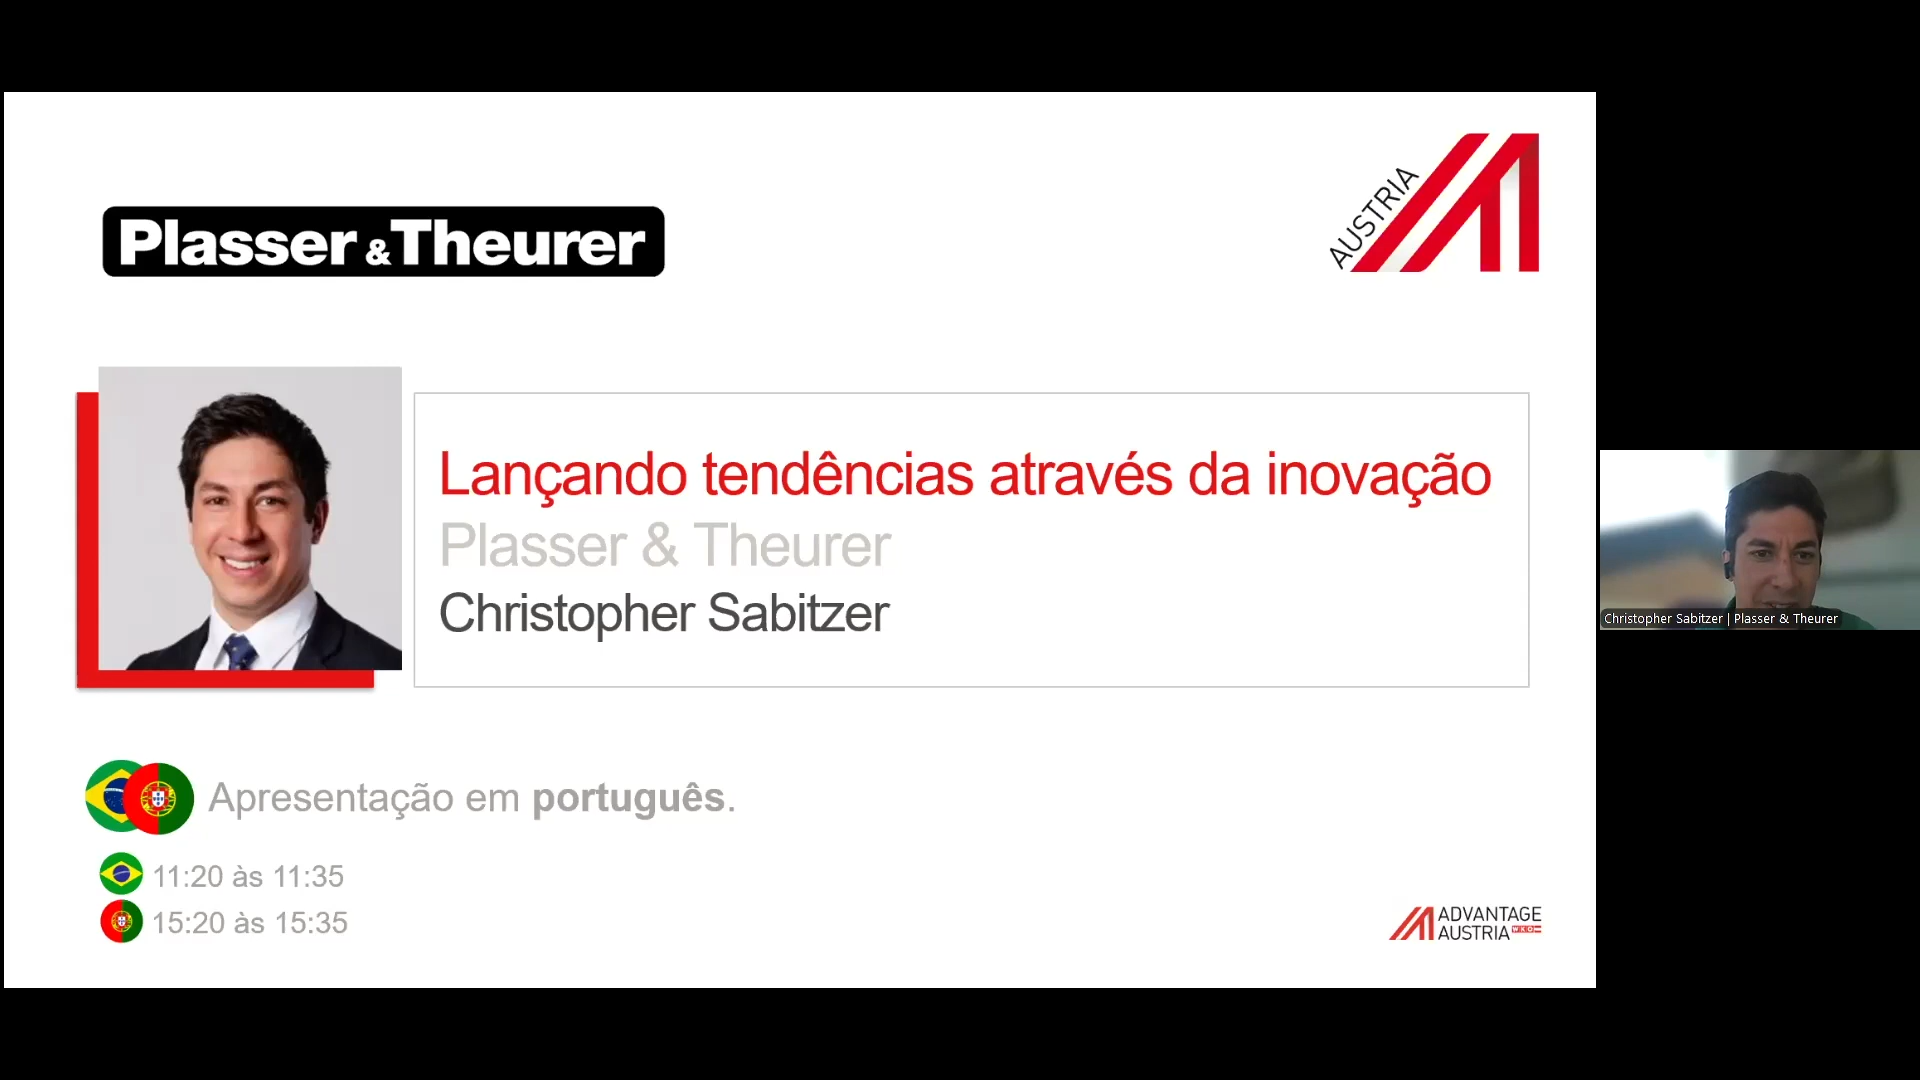 Plasser & Theurer
AUSTRIA
Lançando tendências através da inovação
Plasser & Theurer
Christopher Sabitzer
Apresentação em português.
11:20 às 11:35
15:20 às 15:35
ADVANTAGE
AUSTRIA WKO
Christopher Sabitzer | Plasser & Theurer